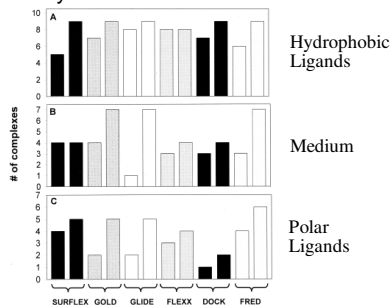 A
10
8
6
4
2
0
Hydrophobic
Ligands
# of complexes
B
7
6
5
4
3
2
1
0
Medium
C
7
6
5
4
3
2
1
0
Polar
Ligands
SURFLEX GOLD GLIDE FLEXX DOCK FRED